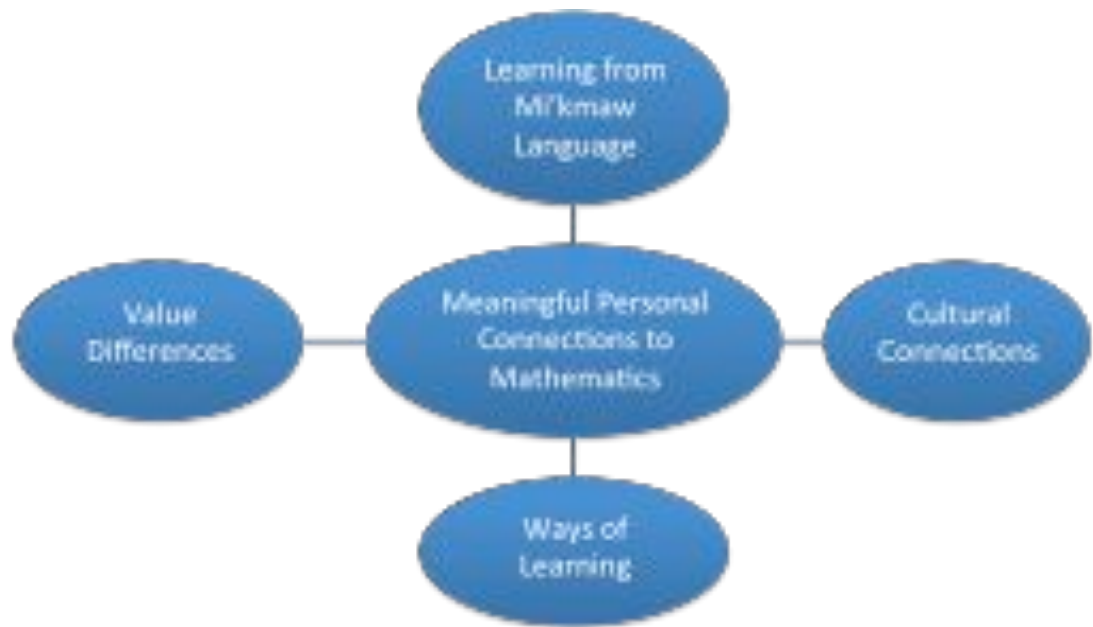 Learning from
Mi'kmaw
Language
Meaningful Personal
Connections to
Mathematics
Value
Differences
Cultural
Connections
Ways of
Learning